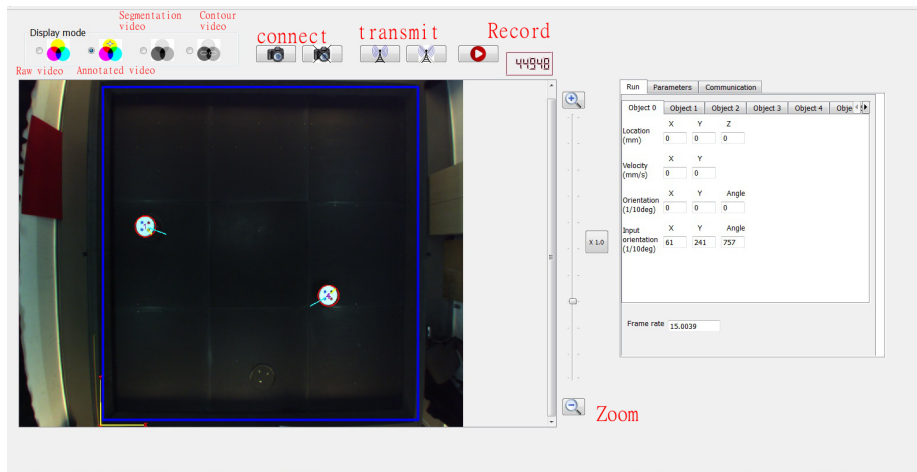 Segmentation Contour
video video
Display mode
connect transmit Record
Raw video Annotated video
44948
Run Parameters Communication
Object 0 Object 1 Object 2 Object 3 Object 4 Obje
X Y Z
Location
(mm) 0 0 0
X Y
Velocity
(mm/s) 0 0
X Y Angle
Orientation
(1/10deg) 0 0 0
Input X Y Angle
orientation 61 241 757
(1/10deg)
X 1.0
Frame rate 15.0039
Zoom